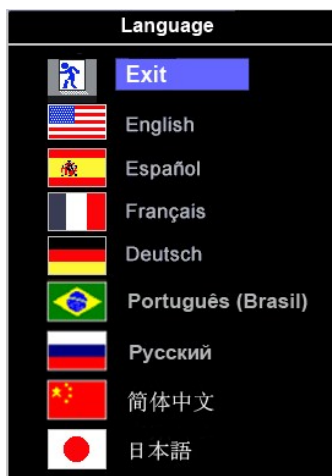 Language
Exit
English
Español
Français
Deutsch
Português (Brasil)
Русский
简体中文
日本語